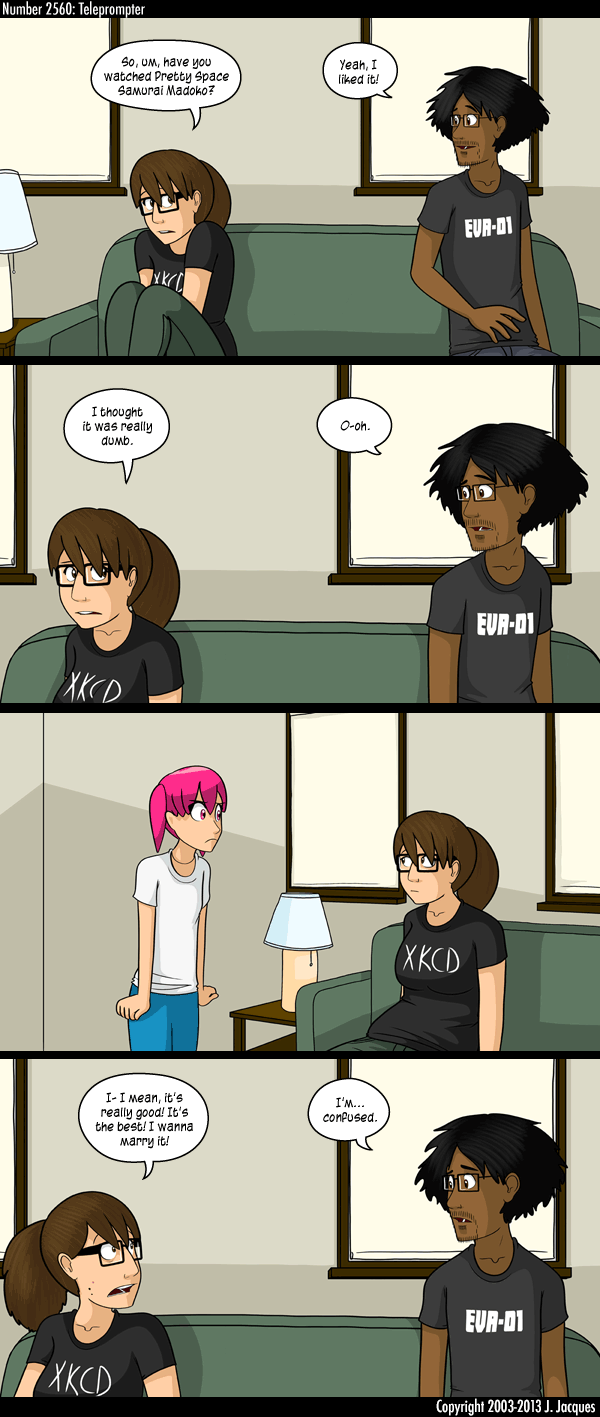 Number 2560: Teleprompter
So, um, have you
watched Pretty Space
Samurai Madoko?
Yeah, I
liked it!
XKCD
EVA-01
I thought
it was really
dumb.
O-oh.
XKCD
EVA-01
XKCD
I- I mean, it's
really good! It's
the best! I wanna
marry it!
I'm...
confused.
XKCD
EVA-01
Copyright 2003-2013 J. Jacques